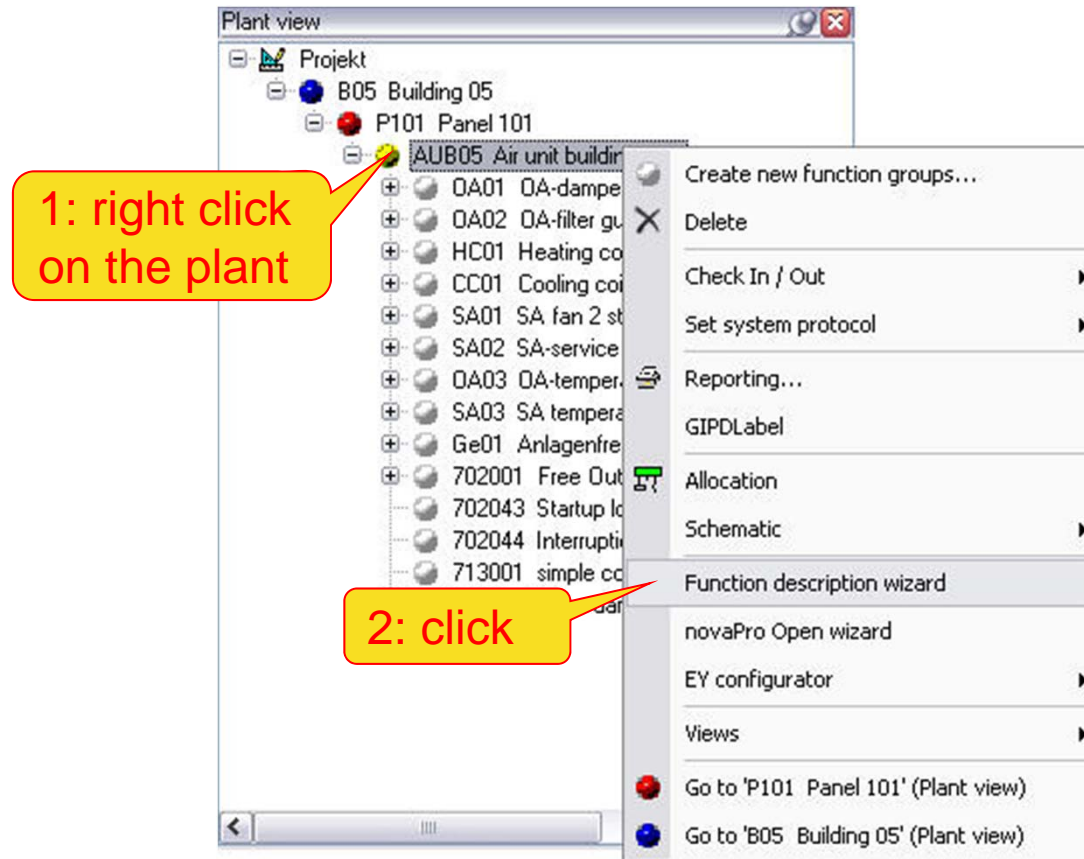 Plant view
Projekt
B05 Building 05
P101 Panel 101
AUB05 Air unit buildin
OA01 OA-dampe
OA02 OA-filter gu
HC01 Heating co
CC01 Cooling coi
SA01 SA fan 2 st
SA02 SA-service
OA03 OA-tempera
SA03 SA tempera
Ge01 Anlagenfre
702001 Free Out
702043 Startup lo
702044 Interrupti
713001 simple co
1: right click
on the plant
2: click
Create new function groups...
Delete
Check In / Out
Set system protocol
Reporting...
GIPDLabel
Allocation
Schematic
Function description wizard
novaPro Open wizard
EY configurator
Views
Go to 'P101 Panel 101' (Plant view)
Go to 'B05 Building 05' (Plant view)